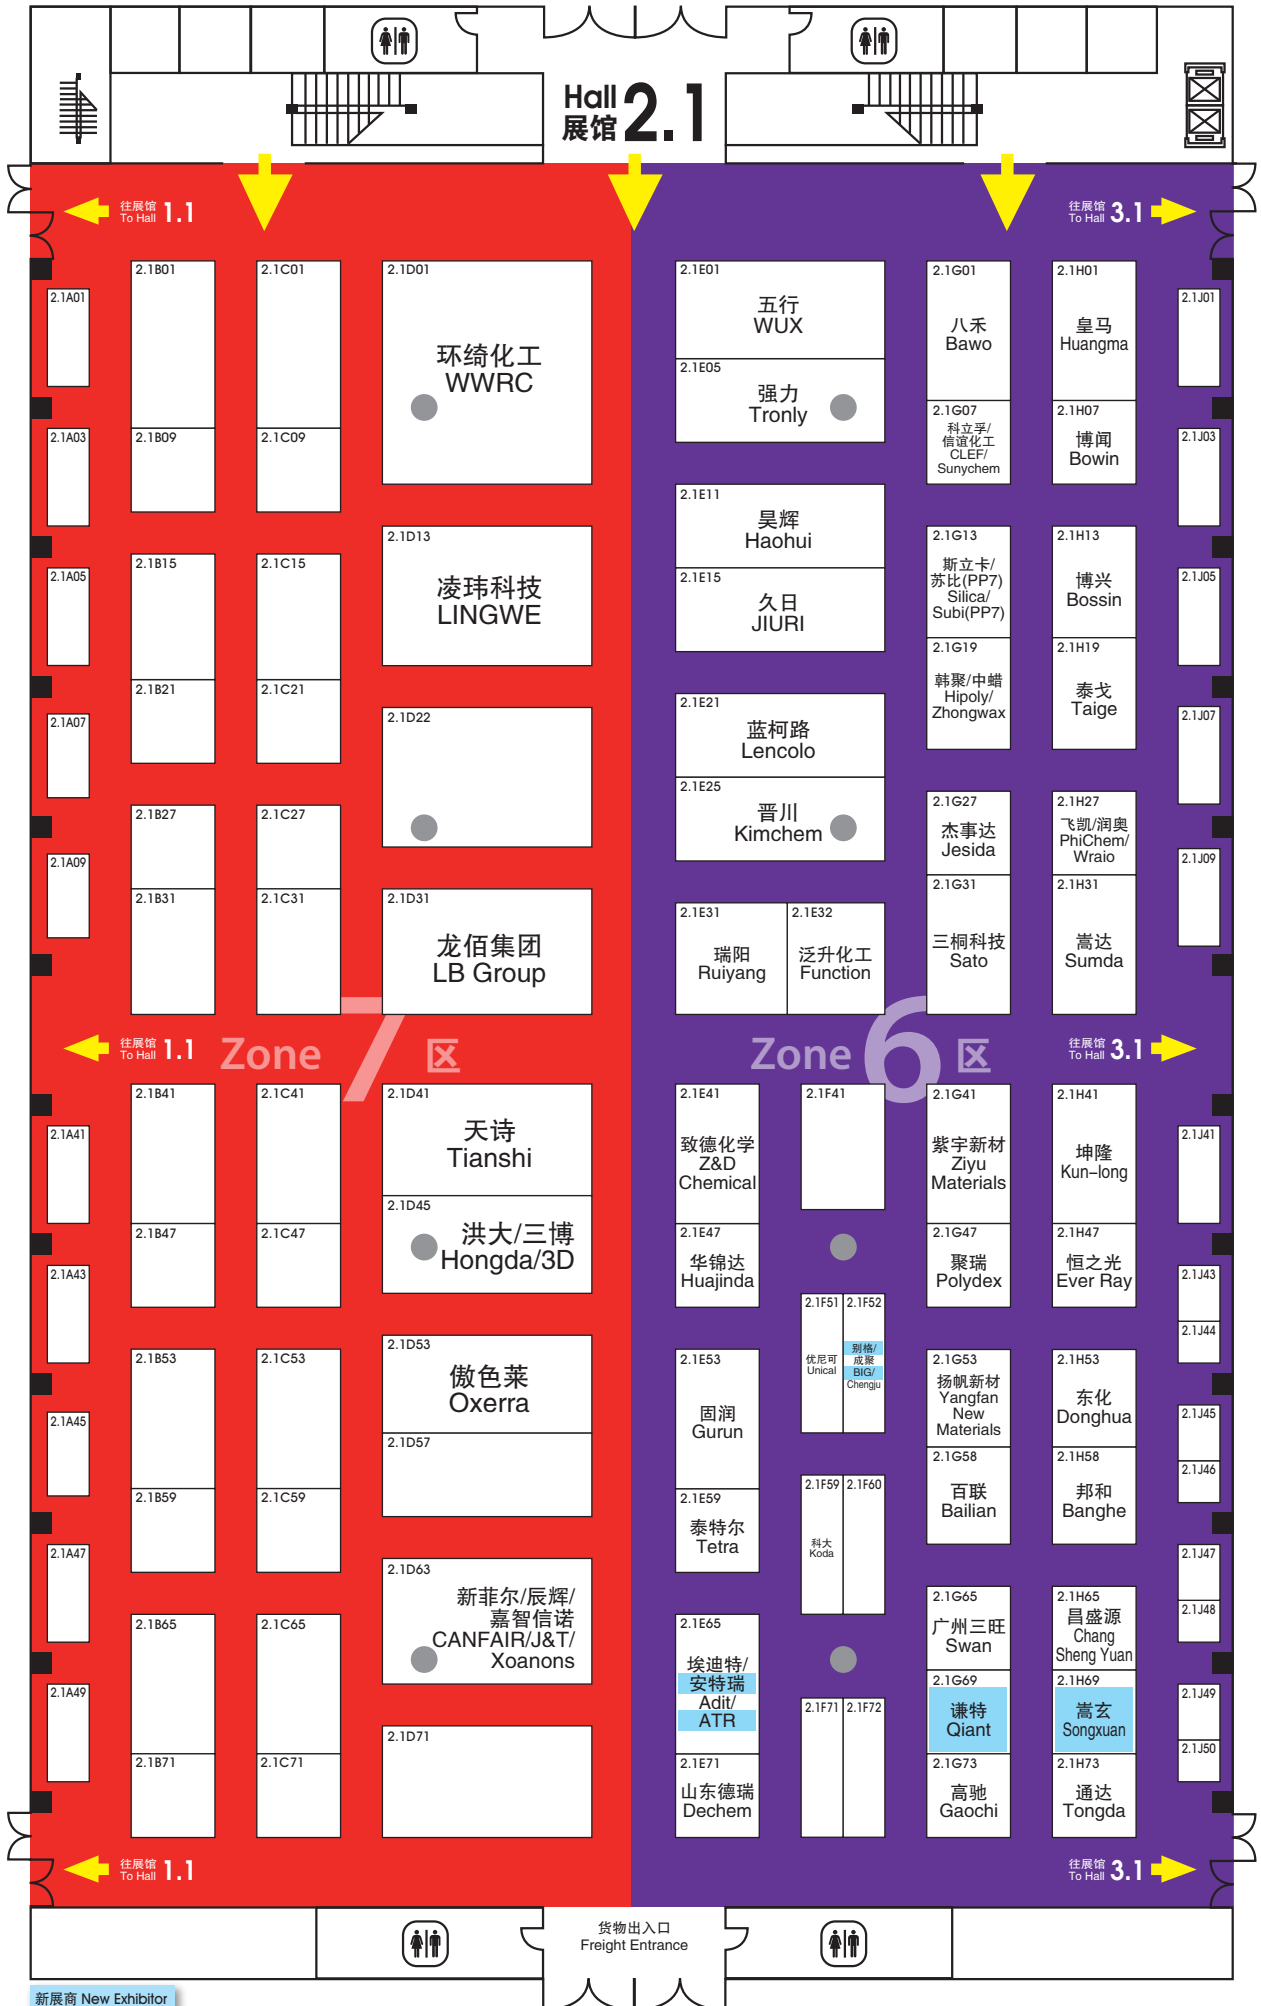 Hall
展馆
2.1
往展馆
To Hall 1.1
往展馆
To Hall 3.1
2.1A01
2.1A03
2.1A05
2.1A07
2.1A09
2.1B01
2.1B09
2.1B15
2.1B21
2.1B27
2.1B31
2.1C01
2.1C09
2.1C15
2.1C21
2.1C27
2.1C31
2.1D01
环绮化工
WWRC
2.1D13
凌玮科技
LINGWE
2.1D22
2.1D31
龙佰集团
LB Group
2.1E01
五行
WUX
2.1E05
强力
Tronly
2.1E11
昊辉
Haohui
2.1E15
久日
JIURI
2.1E21
蓝柯路
Lencolo
2.1E25
晋川
Kimchem
2.1E31
瑞阳
Ruiyang
2.1E32
泛升化工
Function
2.1G01
八禾
Bawo
2.1G07
科立孚/
信谊化工
CLEF/
Sunychem
2.1G13
斯立卡/
苏比(PP7)
Silica/
Subi(PP7)
2.1G19
韩聚/中蜡
Hipoly/
Zhongwax
2.1G27
杰事达
Jesida
2.1G31
三桐科技
Sato
2.1H01
皇马
Huangma
2.1H07
博闻
Bowin
2.1H13
博兴
Bossin
2.1H19
泰戈
Taige
2.1H27
飞凯/润奥
PhiChem/
Wraio
2.1H31
嵩达
Sumda
2.1J01
2.1J03
2.1J05
2.1J07
2.1J09
往展馆
To Hall 1.1
Zone 7 区
Zone 6 区
往展馆
To Hall 3.1
2.1A41
2.1A43
2.1A45
2.1A47
2.1A49
2.1B41
2.1B47
2.1B53
2.1B59
2.1B65
2.1B71
2.1C41
2.1C47
2.1C53
2.1C59
2.1C65
2.1C71
2.1D41
天诗
Tianshi
2.1D45
洪大/三博
Hongda/3D
2.1D53
傲色莱
Oxerra
2.1D57
2.1D63
新菲尔/辰辉/
嘉智信诺
CANFAIR/J&T/
Xoanons
2.1D71
2.1E41
致德化学
Z&D
Chemical
2.1E47
华锦达
Huajinda
2.1E53
固润
Gurun
2.1E59
泰特尔
Tetra
2.1E65
埃迪特/
安特瑞
Adit/
ATR
2.1E71
山东德瑞
Dechem
2.1F41
2.1F51
优尼可
Unical
2.1F52
别格/
成聚
BIG/
Chengju
2.1F59
科大
Koda
2.1F60
2.1F71
2.1F72
2.1G41
紫宇新材
Ziyu
Materials
2.1G47
聚瑞
Polydex
2.1G53
扬帆新材
Yangfan
New
Materials
2.1G58
百联
Bailian
2.1G65
广州三旺
Swan
2.1G69
谦特
Qiant
2.1G73
高驰
Gaochi
2.1H41
坤隆
Kun-long
2.1H47
恒之光
Ever Ray
2.1H53
东化
Donghua
2.1H58
邦和
Banghe
2.1H65
昌盛源
Chang
Sheng Yuan
2.1H69
嵩玄
Songxuan
2.1H73
通达
Tongda
2.1J41
2.1J43
2.1J44
2.1J45
2.1J46
2.1J47
2.1J48
2.1J49
2.1J50
往展馆
To Hall 1.1
往展馆
To Hall 3.1
货物出入口
Freight Entrance
新展商 New Exhibitor